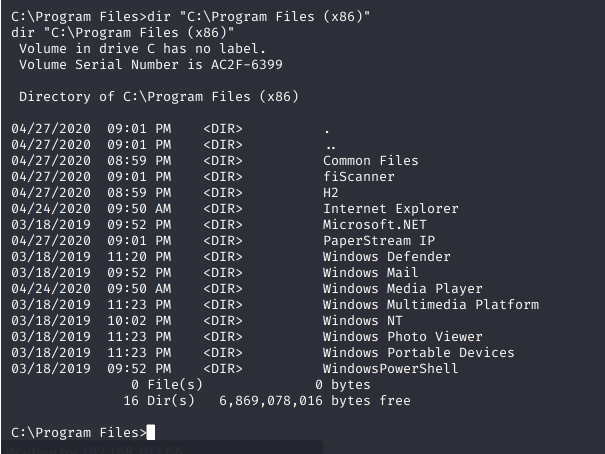 C:\Program Files>dir "C:\Program Files (x86)"
dir "C:\Program Files (x86)"
 Volume in drive C has no label.
 Volume Serial Number is AC2F-6399

 Directory of C:\Program Files (x86)

04/27/2020  09:01 PM    <DIR>          .
04/27/2020  09:01 PM    <DIR>          ..
04/27/2020  08:59 PM    <DIR>          Common Files
04/27/2020  09:01 PM    <DIR>          fiScanner
04/27/2020  08:59 PM    <DIR>          H2
04/24/2020  09:50 AM    <DIR>          Internet Explorer
03/18/2019  09:52 PM    <DIR>          Microsoft.NET
04/27/2020  09:01 PM    <DIR>          PaperStream IP
03/18/2019  11:20 PM    <DIR>          Windows Defender
03/18/2019  09:52 PM    <DIR>          Windows Mail
04/24/2020  09:50 AM    <DIR>          Windows Media Player
03/18/2019  11:23 PM    <DIR>          Windows Multimedia Platform
03/18/2019  10:02 PM    <DIR>          Windows NT
03/18/2019  11:23 PM    <DIR>          Windows Photo Viewer
03/18/2019  11:23 PM    <DIR>          Windows Portable Devices
03/18/2019  09:52 PM    <DIR>          WindowsPowerShell
               0 File(s)              0 bytes
              16 Dir(s)   6,869,078,016 bytes free

C:\Program Files>